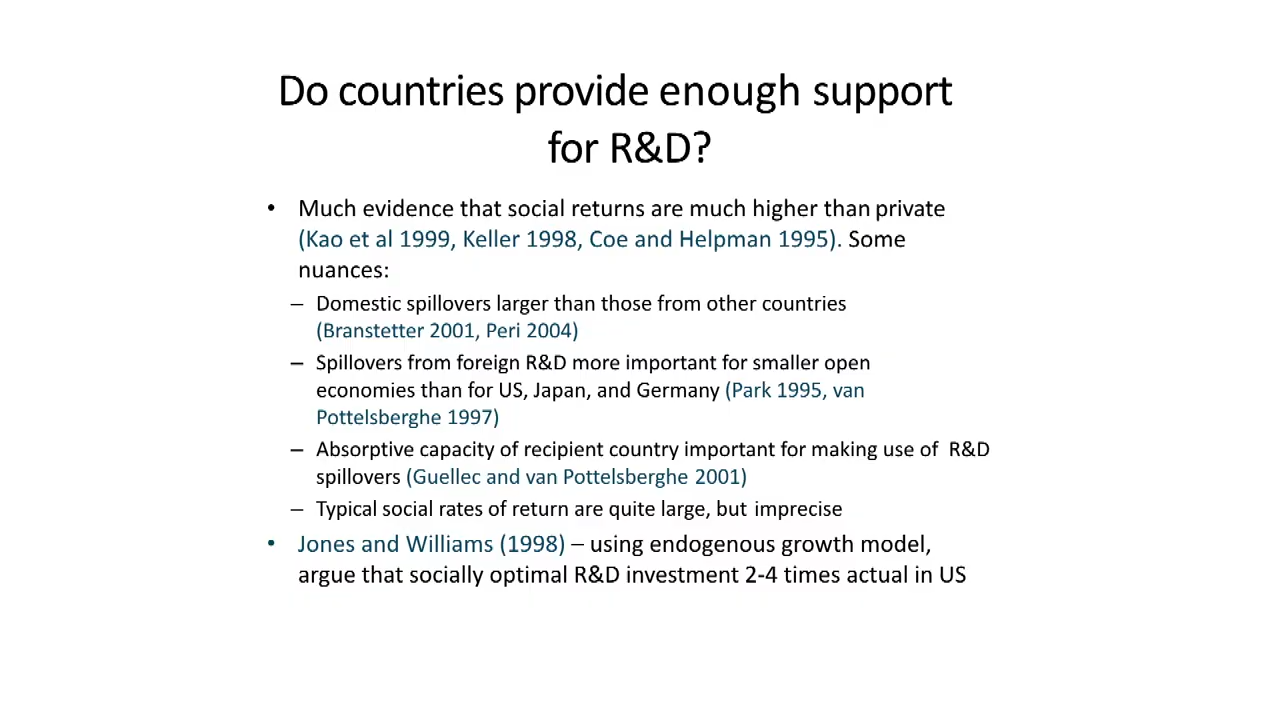 Do countries provide enough support
for R&D?
• Much evidence that social returns are much higher than private
(Kao et al 1999, Keller 1998, Coe and Helpman 1995). Some
nuances:
– Domestic spillovers larger than those from other countries
(Branstetter 2001, Peri 2004)
– Spillovers from foreign R&D more important for smaller open
economies than for US, Japan, and Germany (Park 1995, van
Pottelsberghe 1997)
– Absorptive capacity of recipient country important for making use of R&D
spillovers (Guellec and van Pottelsberghe 2001)
– Typical social rates of return are quite large, but imprecise
• Jones and Williams (1998) – using endogenous growth model,
argue that socially optimal R&D investment 2-4 times actual in US